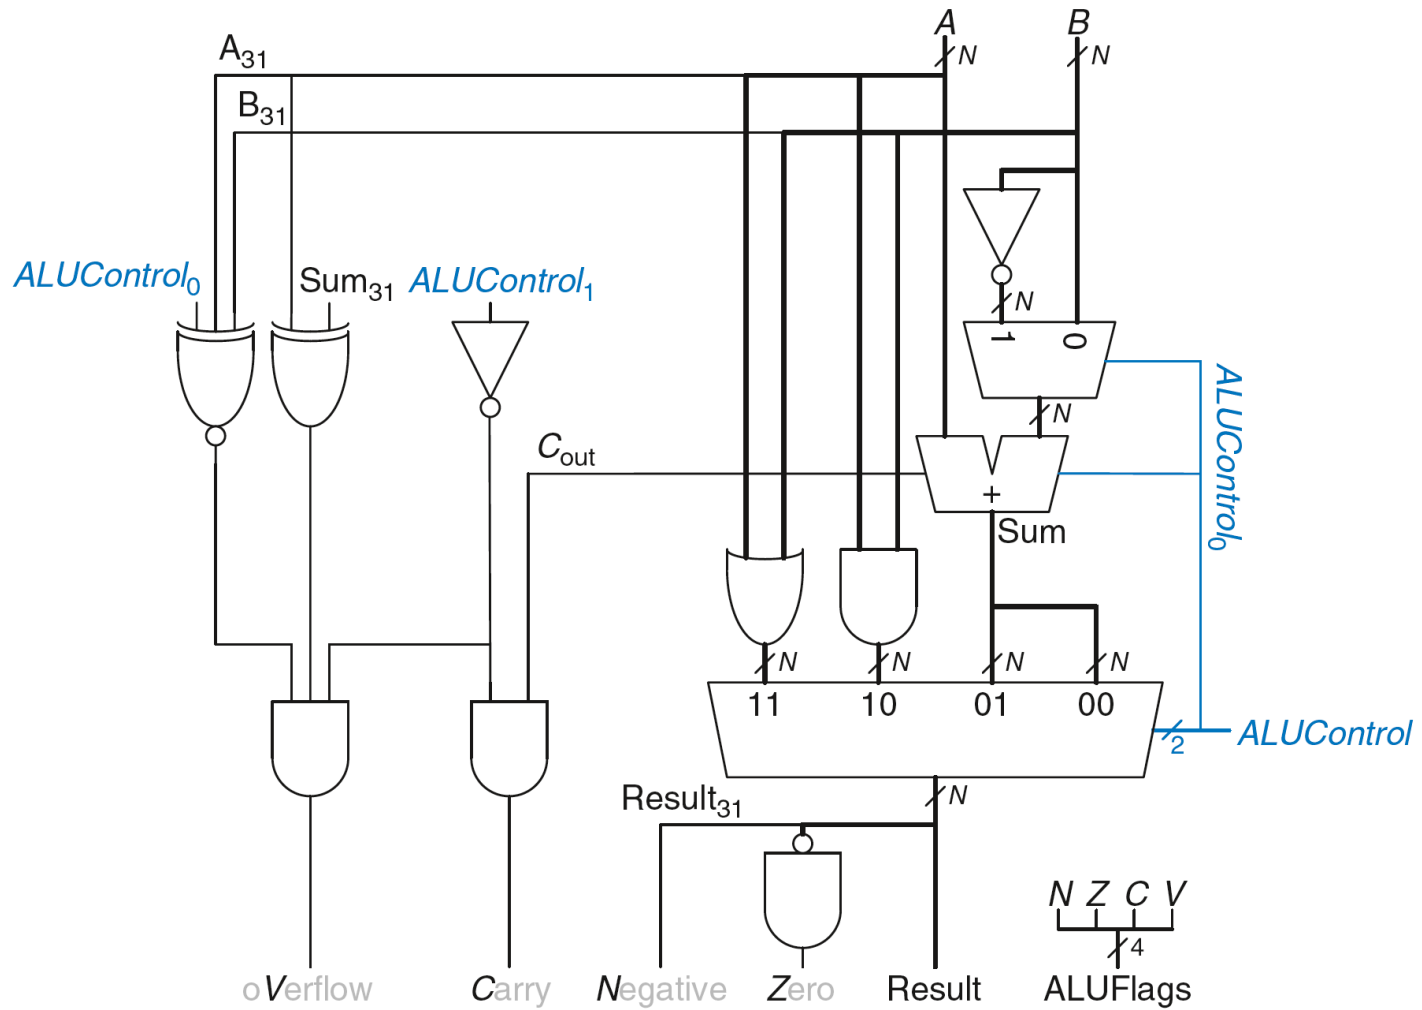 A B
A31 N N
B31
ALUControl0 Sum31 ALUControl1
N
1 0
ALUControl0
N
Cout
+
Sum
N N N N
11 10 01 00
2 ALUControl
Result31 N
N Z C V
4
oVerflow Carry Negative Zero Result ALUFlags